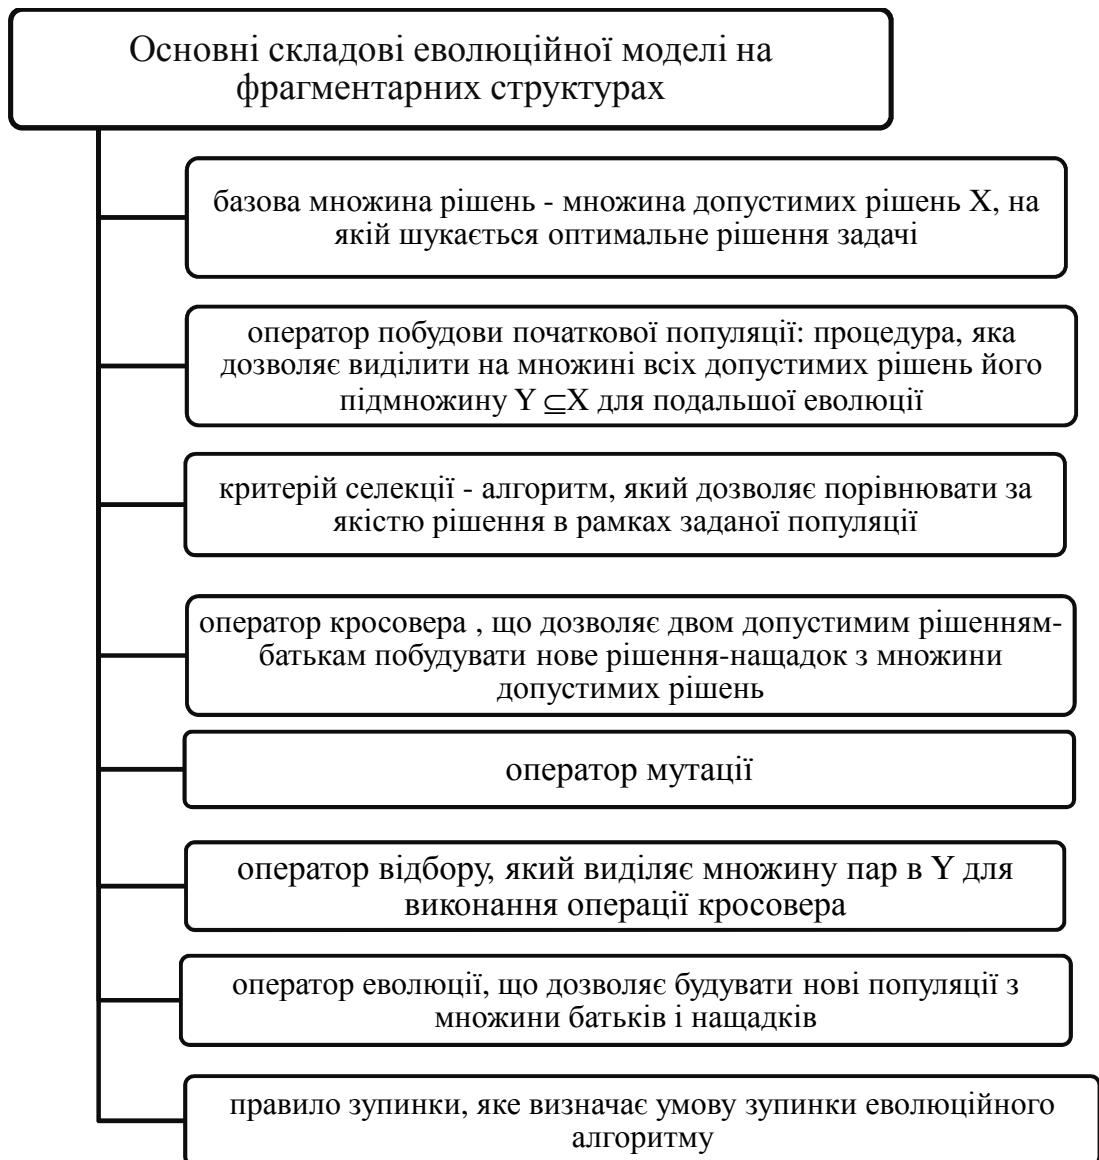 Основні складові еволюційної моделі на
фрагментарних структурах
базова множина рішень - множина допустимих рішень X, на
якій шукається оптимальне рішення задачі
оператор побудови початкової популяції: процедура, яка
дозволяє виділити на множині всіх допустимих рішень його
підмножину Y ⊆X для подальшої еволюції
критерій селекції - алгоритм, який дозволяє порівнювати за
якістю рішення в рамках заданої популяції
оператор кросовера , що дозволяє двом допустимим рішенням-
батькам побудувати нове рішення-нащадок з множини
допустимих рішень
оператор мутації
оператор відбору, який виділяє множину пар в Y для
виконання операції кросовера
оператор еволюції, що дозволяє будувати нові популяції з
множини батьків і нащадків
правило зупинки, яке визначає умову зупинки еволюційного
алгоритму